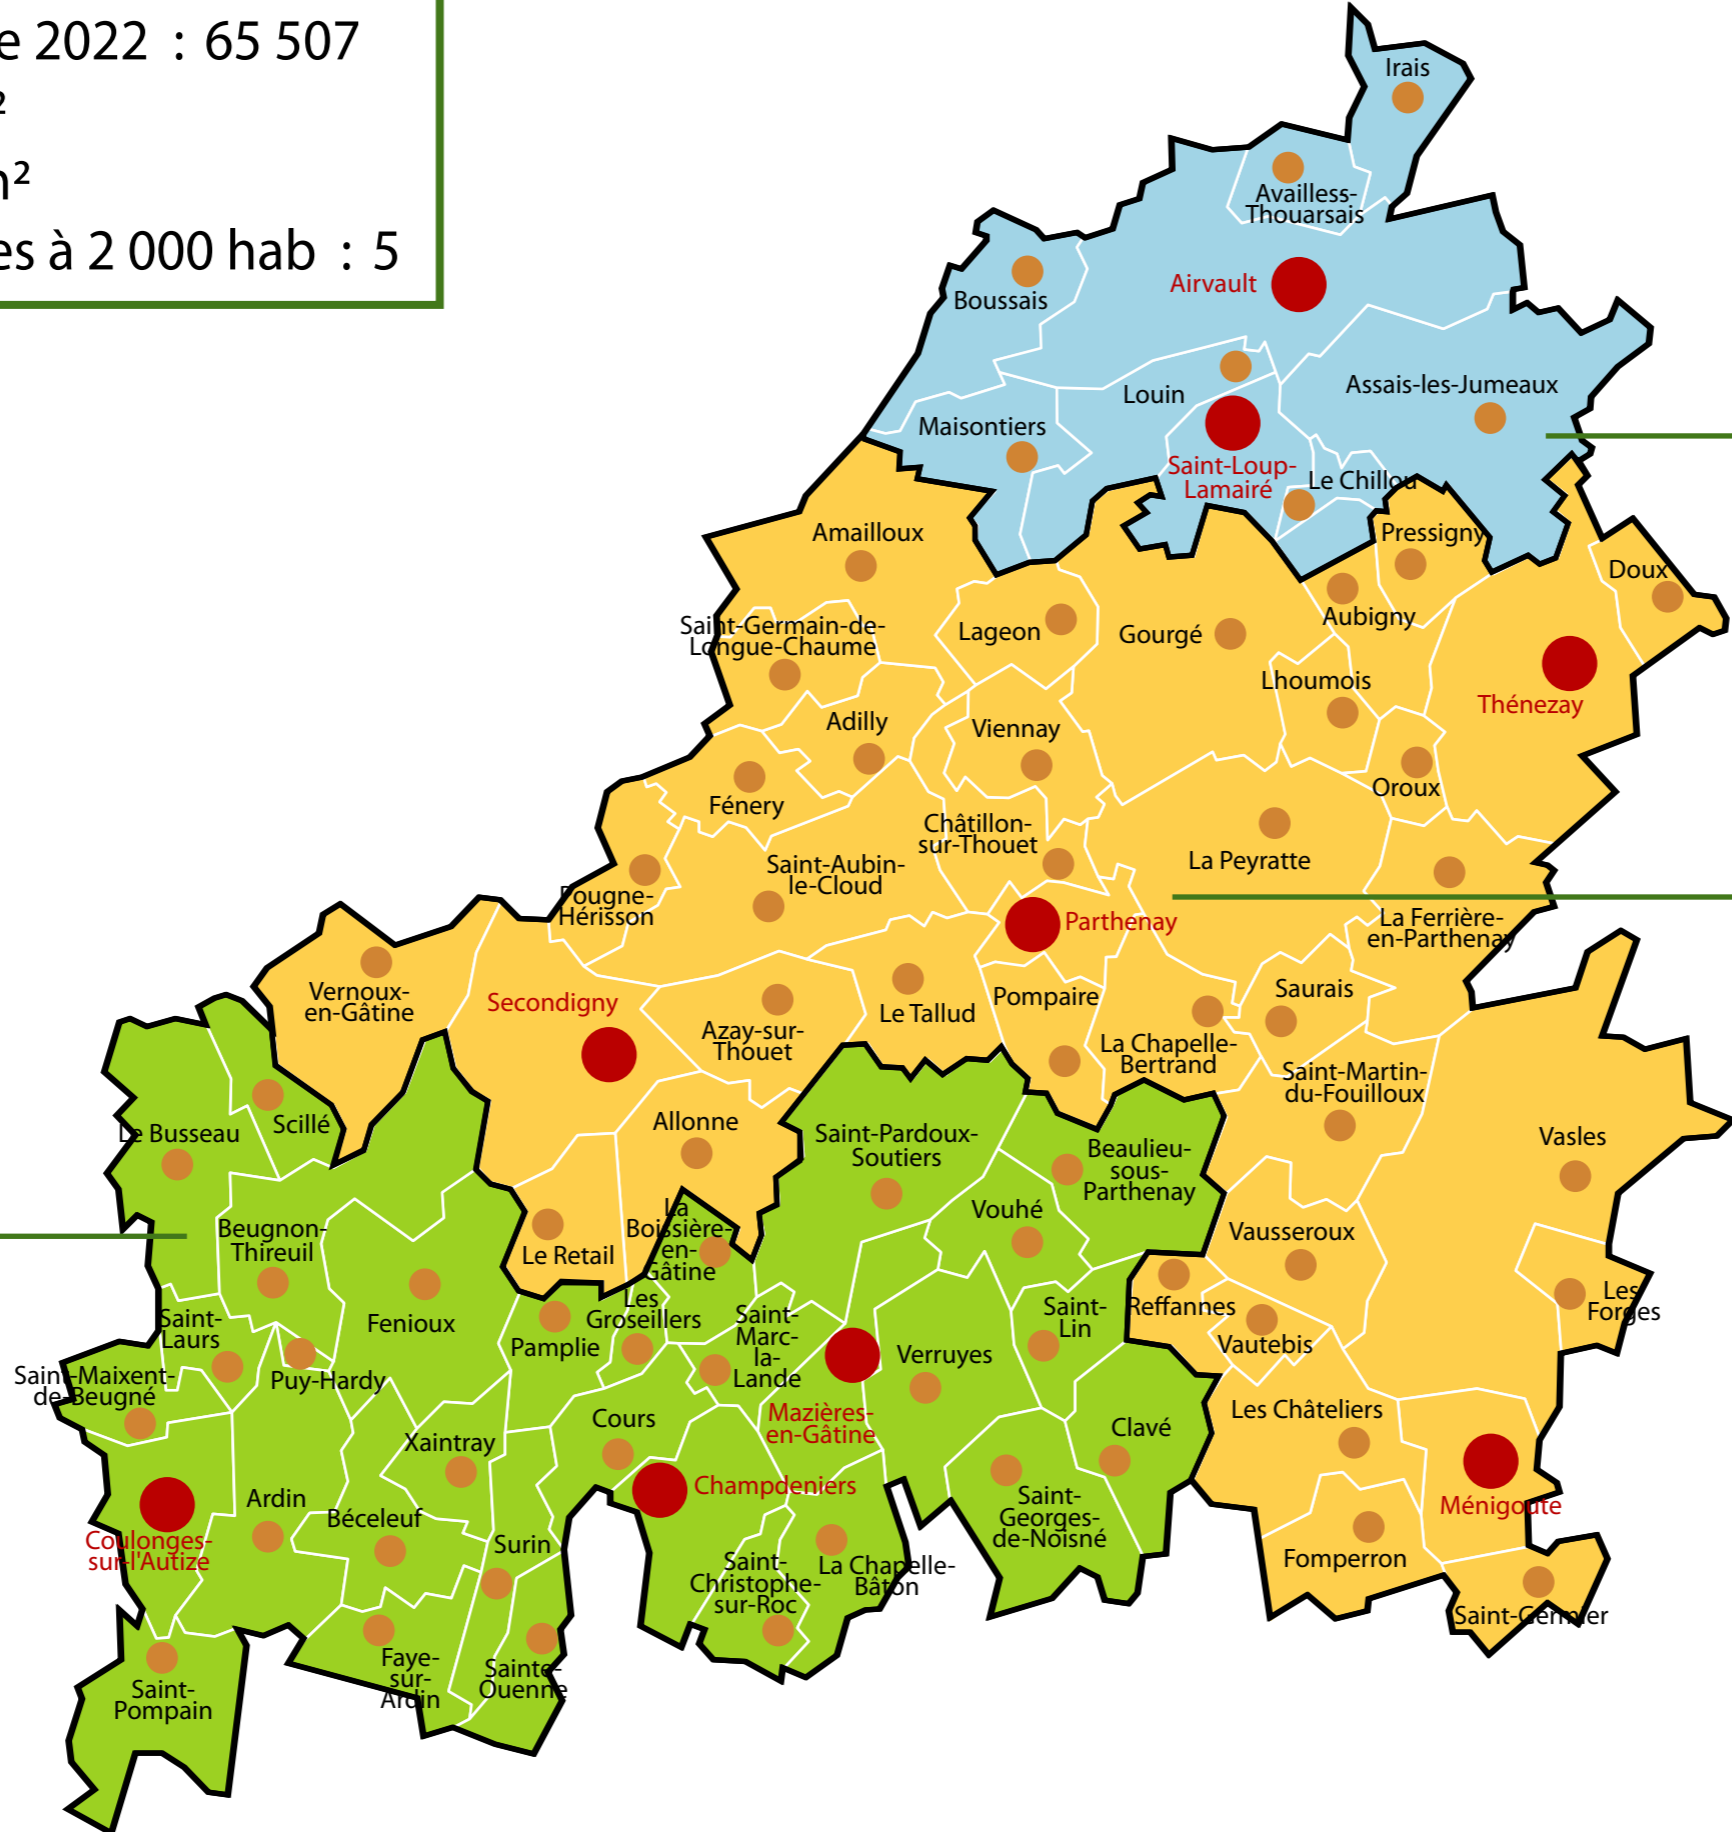 e 2022 : 65 507
²
m²
es à 2 000 hab : 5
Irais
Availless-
Thouarsais
Airvault
Boussais
Louin
Assais-les-Jumeaux
Maisontiers
Saint-Loup-
Lamairé
Le Chillou
Amailloux
Pressigny
Doux
Saint-Germain-de-
Longue-Chaume
Lageon
Gourgé
Aubigny
Lhoumois
Thénezay
Adilly
Viennay
Fénery
Oroux
Châtillon-
sur-Thouet
La Peyratte
Saint-Aubin-
le-Cloud
Pougne-
Hérisson
Parthenay
La Ferrière-
en-Parthenay
Vernoux-
en-Gâtine
Secondigny
Azay-sur-
Thouet
Le Tallud
Pompaire
Saurais
La Chapelle-
Bertrand
Saint-Martin-
du-Fouilloux
Le Busseau
Scillé
Allonne
Saint-Pardoux-
Soutiers
Beaulieu-
sous-
Parthenay
Vasles
Beugnon-
Thireuil
Le Retail
La
Boissière-
en-
Gâtine
Vouhé
Vausseroux
Saint-
Laurs
Fenioux
Pamplie
Les
Groseillers
Saint-
Marc-
la-
Lande
Saint-
Lin
Reffannes
Vautebis
Les
Forges
Saint-Maixent-
de-Beugné
Puy-Hardy
Verruyes
Xaintray
Cours
Mazières-
en-Gâtine
Clavé
Les Châteliers
Champdeniers
Ménigoute
Coulonges-
sur-l'Autize
Ardin
Béceleuf
Surin
Saint-
Georges-
de-Noisné
Saint-
Christophe-
sur-Roc
La Chapelle-
Bâton
Fomperron
Saint-Germier
Saint-
Pompain
Faye-
sur-
Ardin
Sainte-
Ouenne